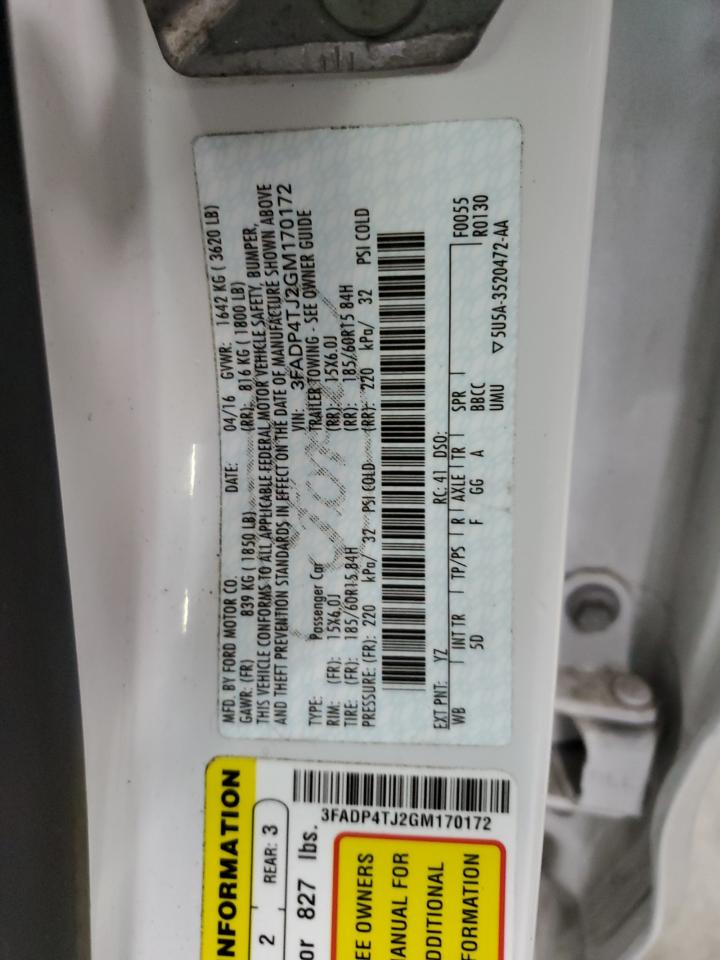 MFD. BY FORD MOTOR CO. DATE: 04/16 GVWR: 1642 KG ( 3620 LB)
GAWR: (FR) 839 KG ( 1850 LB) (RR) 816 KG ( 1800 LB)
THIS VEHICLE CONFORMS TO ALL APPLICABLE FEDERAL MOTOR VEHICLE SAFETY, BUMPER,
AND THEFT PREVENTION STANDARDS IN EFFECT ON THE DATE OF MANUFACTURE SHOWN ABOVE
VIN: 3FADP4TJ2GM170172
TYPE: Passenger Car TRAILER TOWING - SEE OWNER GUIDE
RIM: (FR): 15X6.0J (RR): 15X6.0J
TIRE: (FR): 185/60R15 84H (RR): 185/60R15 84H
PRESSURE: (FR): 220 kPa/ 32 PSI COLD (RR): 220 kPa/ 32 PSI COLD
EXT PNT: YZ RC: 41 DSO: F0055
WB INT TR TP/PS R AXLE TR SPR R0130
5D F GG A BBCC
UMU ▽5U5A-3520472-AA
NFORMATION
2 REAR: 3
or 827 lbs.
3FADP4TJ2GM170172
EE OWNERS
ANUAL FOR
DDITIONAL
FORMATION